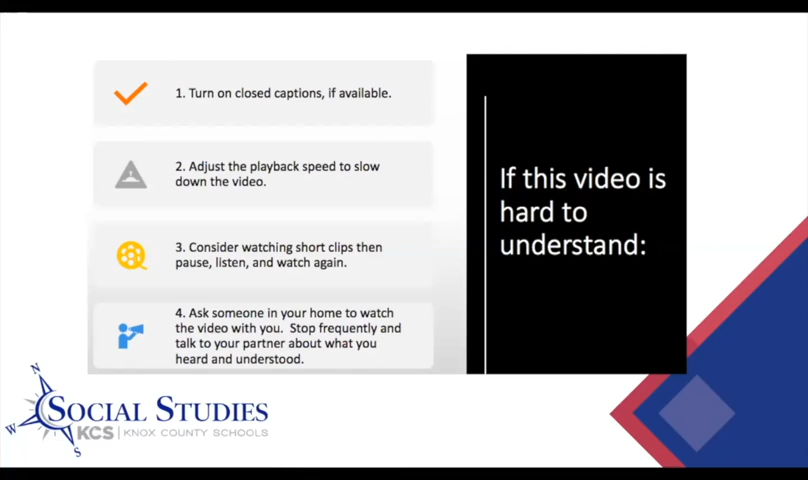 1. Turn on closed captions, if available.
2. Adjust the playback speed to slow
down the video.
3. Consider watching short clips then
pause, listen, and watch again.
4. Ask someone in your home to watch
the video with you.  Stop frequently and
talk to your partner about what you
heard and understood.
If this video is
hard to
understand:
N
W
S
SOCIAL STUDIES
KCS | KNOX COUNTY SCHOOLS